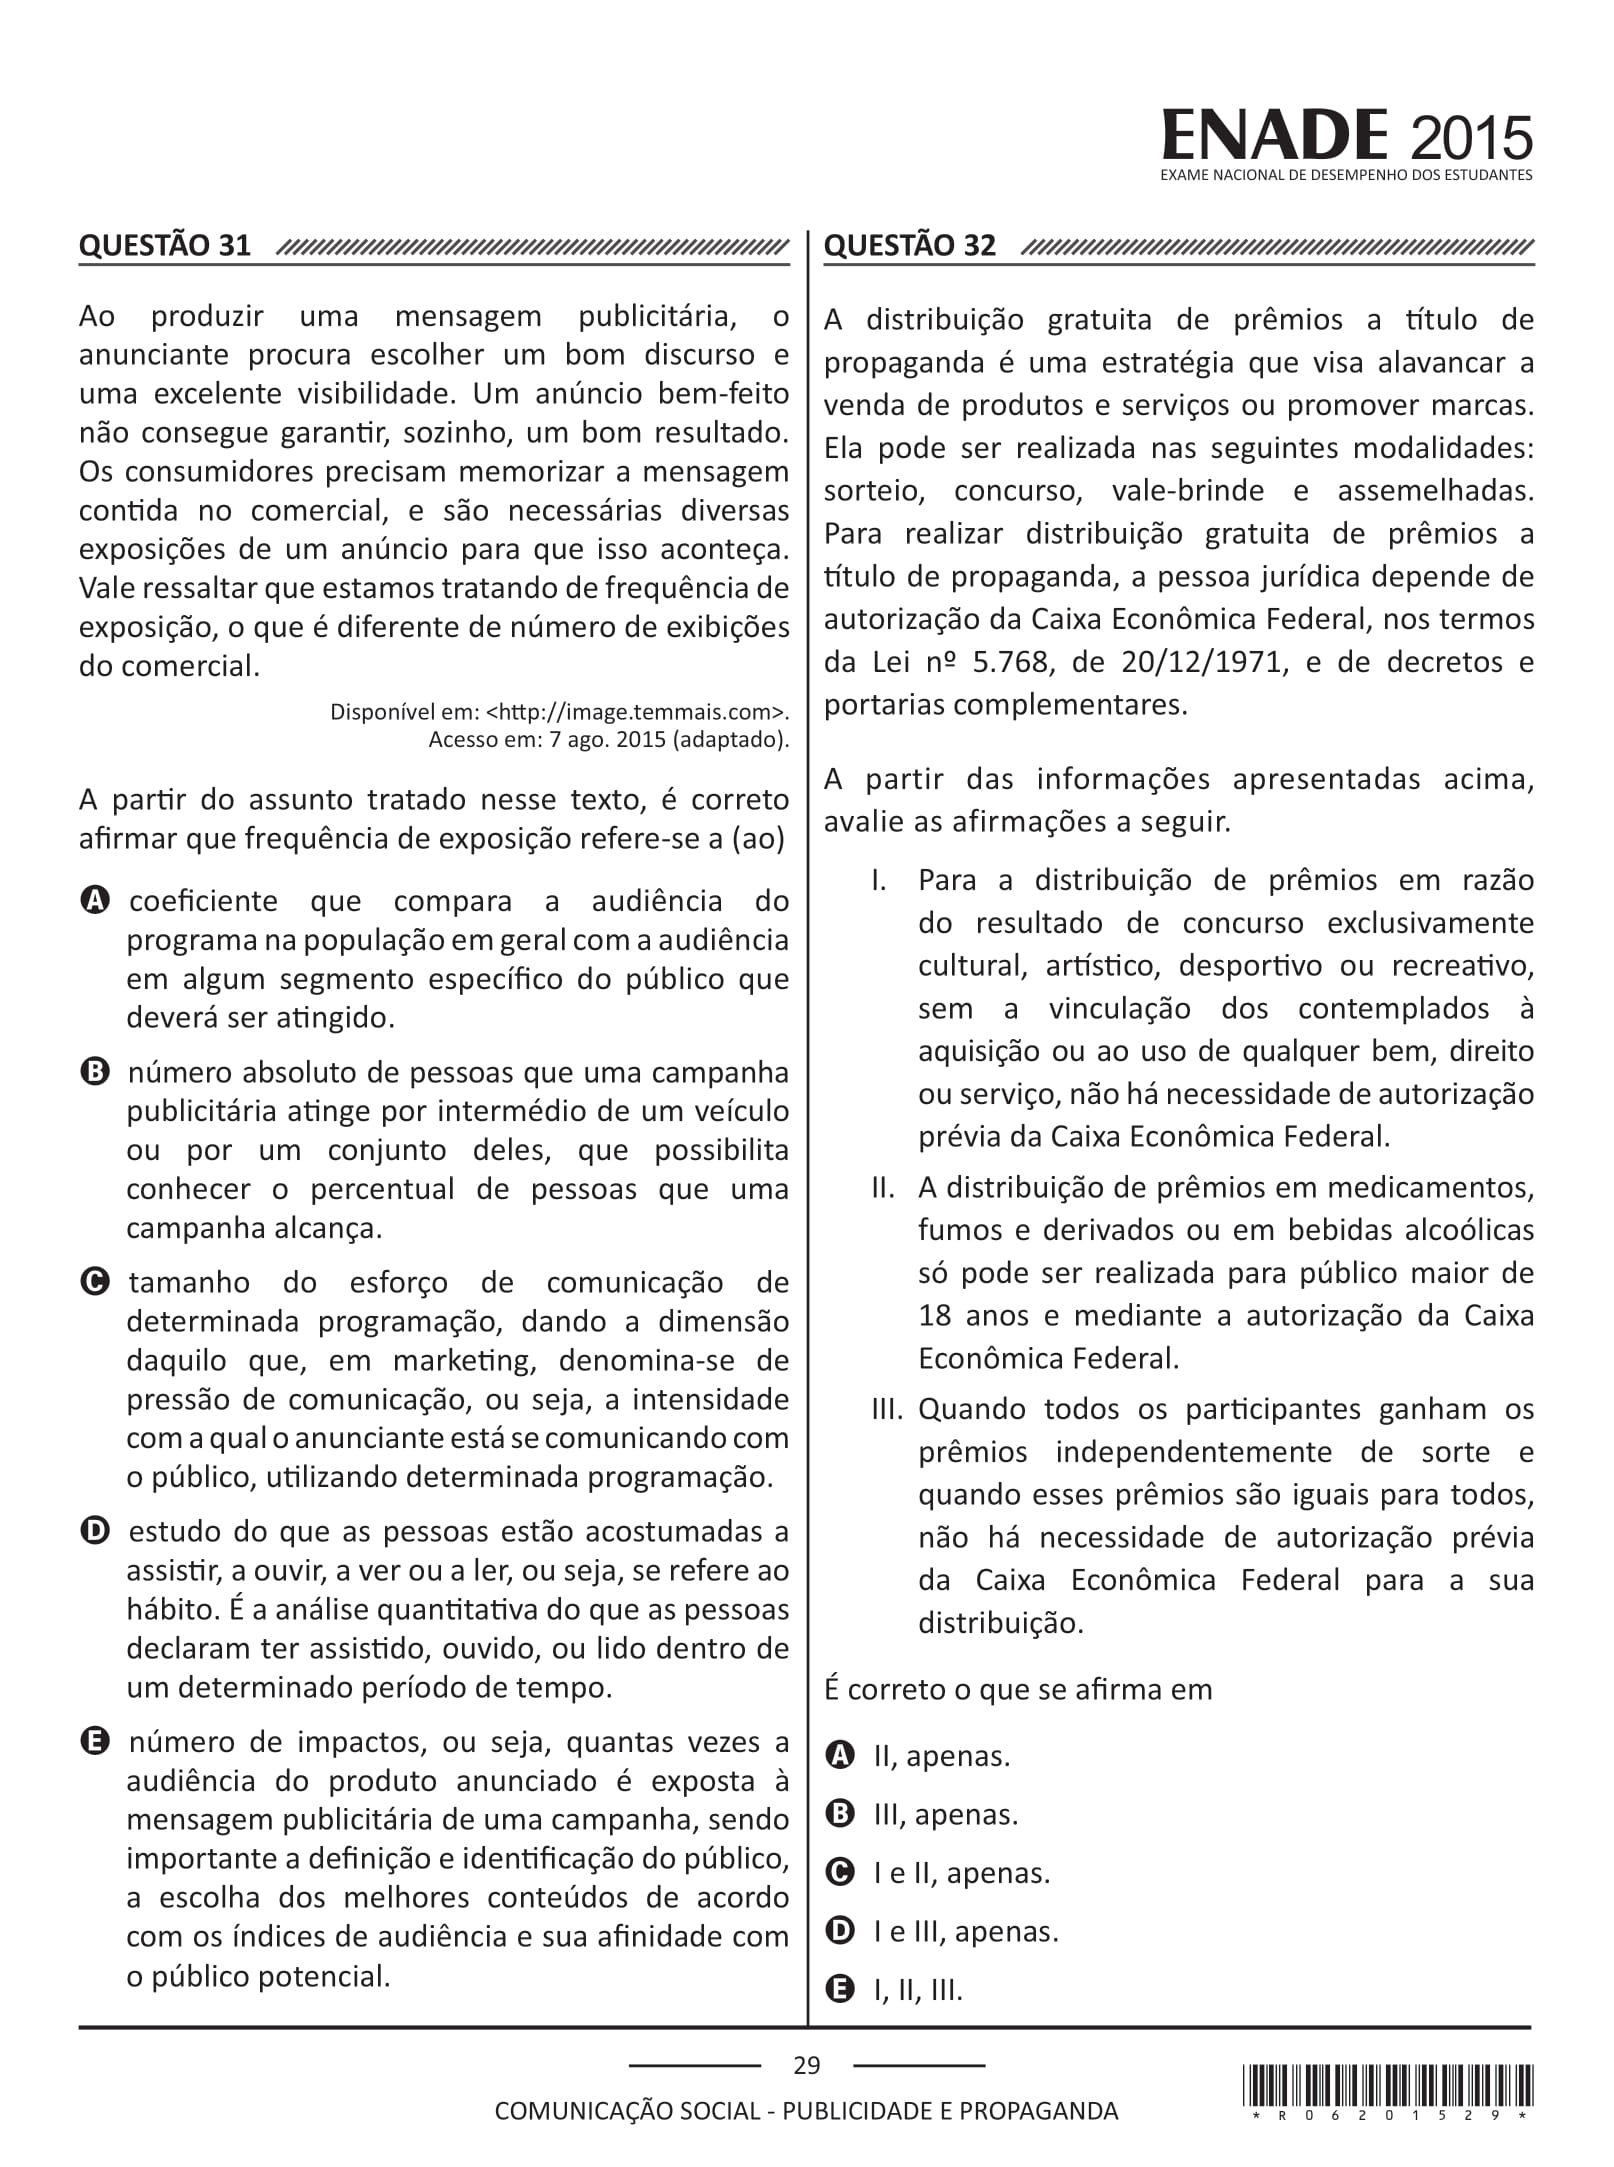 ENADE 2015
EXAME NACIONAL DE DESEMPENHO DOS ESTUDANTES
QUESTÃO 31
Ao produzir uma mensagem publicitária, o
anunciante procura escolher um bom discurso e
uma excelente visibilidade. Um anúncio bem-feito
não consegue garantir, sozinho, um bom resultado.
Os consumidores precisam memorizar a mensagem
contida no comercial, e são necessárias diversas
exposições de um anúncio para que isso aconteça.
Vale ressaltar que estamos tratando de frequência de
exposição, o que é diferente de número de exibições
do comercial.
Disponível em: <http://image.temmais.com>.
Acesso em: 7 ago. 2015 (adaptado).
A partir do assunto tratado nesse texto, é correto
afirmar que frequência de exposição refere-se a (ao)
A coeficiente que compara a audiência do
programa na população em geral com a audiência
em algum segmento específico do público que
deverá ser atingido.
B número absoluto de pessoas que uma campanha
publicitária atinge por intermédio de um veículo
ou por um conjunto deles, que possibilita
conhecer o percentual de pessoas que uma
campanha alcança.
C tamanho do esforço de comunicação de
determinada programação, dando a dimensão
daquilo que, em marketing, denomina-se de
pressão de comunicação, ou seja, a intensidade
com a qual o anunciante está se comunicando com
o público, utilizando determinada programação.
D estudo do que as pessoas estão acostumadas a
assistir, a ouvir, a ver ou a ler, ou seja, se refere ao
hábito. É a análise quantitativa do que as pessoas
declaram ter assistido, ouvido, ou lido dentro de
um determinado período de tempo.
E número de impactos, ou seja, quantas vezes a
audiência do produto anunciado é exposta à
mensagem publicitária de uma campanha, sendo
importante a definição e identificação do público,
a escolha dos melhores conteúdos de acordo
com os índices de audiência e sua afinidade com
o público potencial.
QUESTÃO 32
A distribuição gratuita de prêmios a título de
propaganda é uma estratégia que visa alavancar a
venda de produtos e serviços ou promover marcas.
Ela pode ser realizada nas seguintes modalidades:
sorteio, concurso, vale-brinde e assemelhadas.
Para realizar distribuição gratuita de prêmios a
título de propaganda, a pessoa jurídica depende de
autorização da Caixa Econômica Federal, nos termos
da Lei nº 5.768, de 20/12/1971, e de decretos e
portarias complementares.
A partir das informações apresentadas acima,
avalie as afirmações a seguir.
I. Para a distribuição de prêmios em razão
do resultado de concurso exclusivamente
cultural, artístico, desportivo ou recreativo,
sem a vinculação dos contemplados à
aquisição ou ao uso de qualquer bem, direito
ou serviço, não há necessidade de autorização
prévia da Caixa Econômica Federal.
II. A distribuição de prêmios em medicamentos,
fumos e derivados ou em bebidas alcoólicas
só pode ser realizada para público maior de
18 anos e mediante a autorização da Caixa
Econômica Federal.
III. Quando todos os participantes ganham os
prêmios independentemente de sorte e
quando esses prêmios são iguais para todos,
não há necessidade de autorização prévia
da Caixa Econômica Federal para a sua
distribuição.
É correto o que se afirma em
A II, apenas.
B III, apenas.
C I e II, apenas.
D I e III, apenas.
E I, II, III.
29
COMUNICAÇÃO SOCIAL - PUBLICIDADE E PROPAGANDA
* R 0 6 2 0 1 5 2 9 *